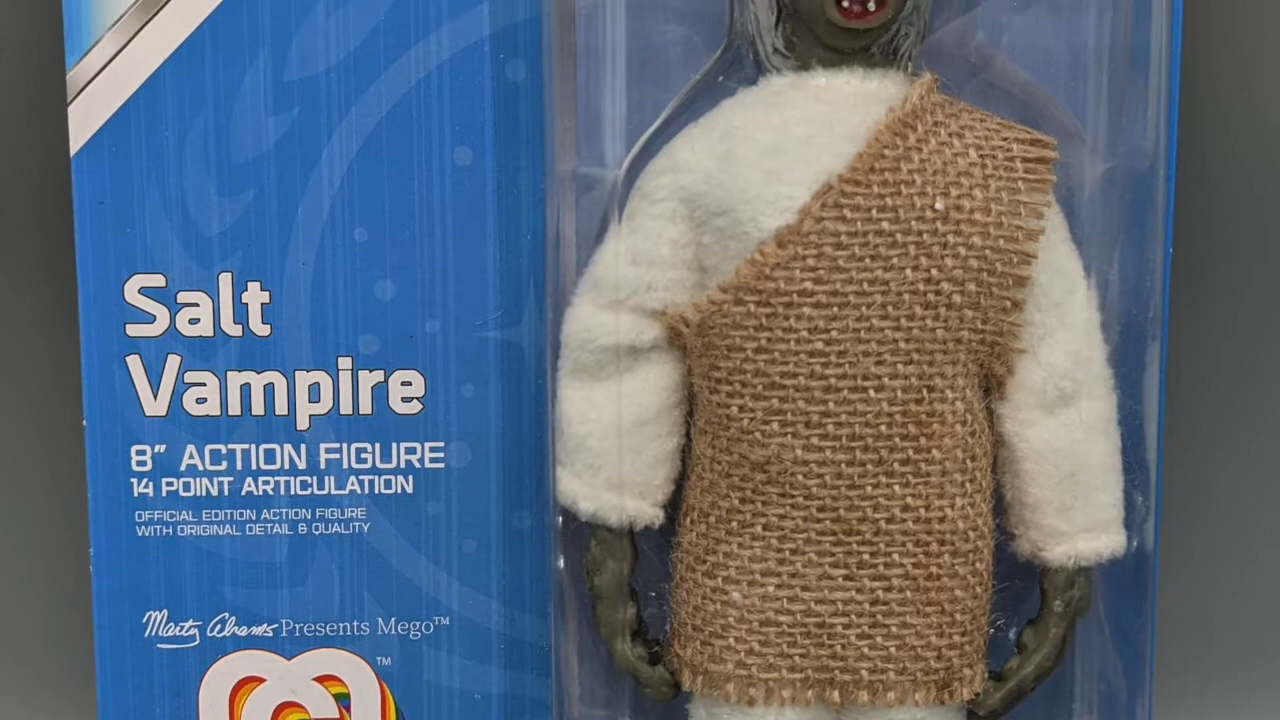 Salt
Vampire
8" ACTION FIGURE
14 POINT ARTICULATION
OFFICIAL EDITION ACTION FIGURE
WITH ORIGINAL DETAIL & QUALITY
Marty Abrams Presents Mego™
™